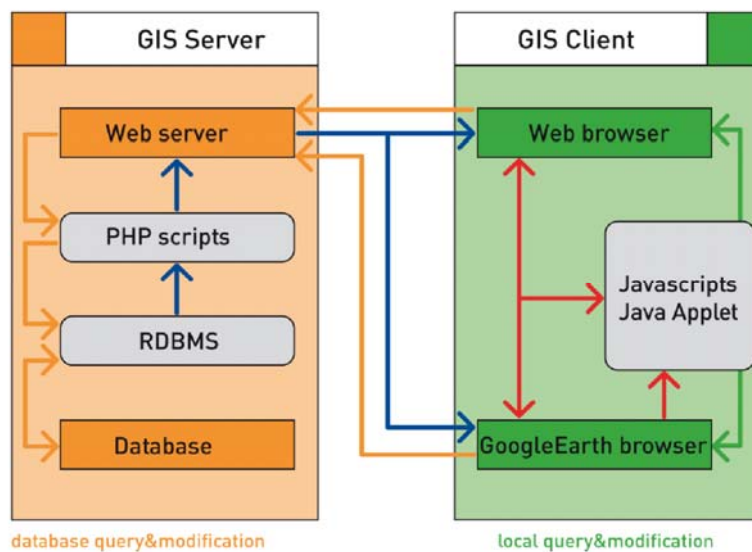 GIS Server
GIS Client
Web server
Web browser
PHP scripts
Javascripts
Java Applet
RDBMS
Database
GoogleEarth browser
database query&modification
local query&modification